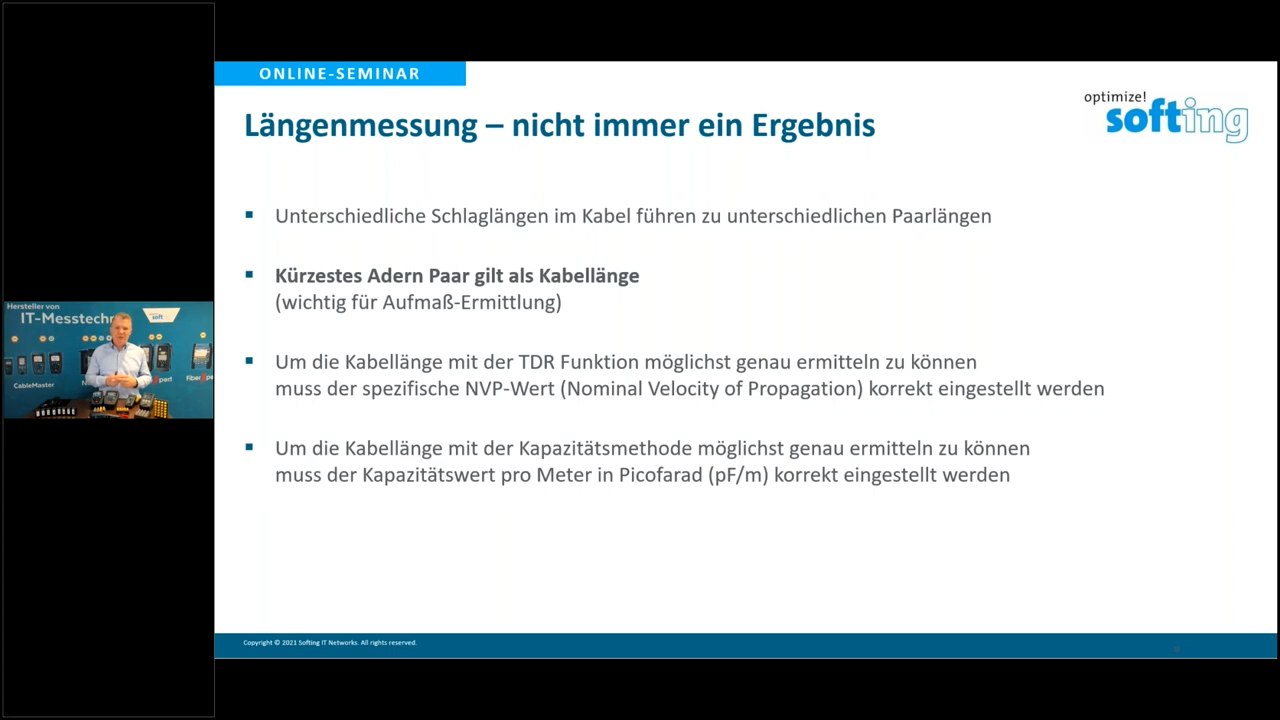 ONLINE-SEMINAR
optimize!
softing
Längenmessung – nicht immer ein Ergebnis
Unterschiedliche Schlaglängen im Kabel führen zu unterschiedlichen Paarlängen
Kürzestes Adern Paar gilt als Kabellänge
(wichtig für Aufmaß-Ermittlung)
Um die Kabellänge mit der TDR Funktion möglichst genau ermitteln zu können
muss der spezifische NVP-Wert (Nominal Velocity of Propagation) korrekt eingestellt werden
Um die Kabellänge mit der Kapazitätsmethode möglichst genau ermitteln zu können
muss der Kapazitätswert pro Meter in Picofarad (pF/m) korrekt eingestellt werden
Hersteller von
IT-Messtechn
soft
CableMaster
Copyright © 2021 Softing IT Networks. All rights reserved.